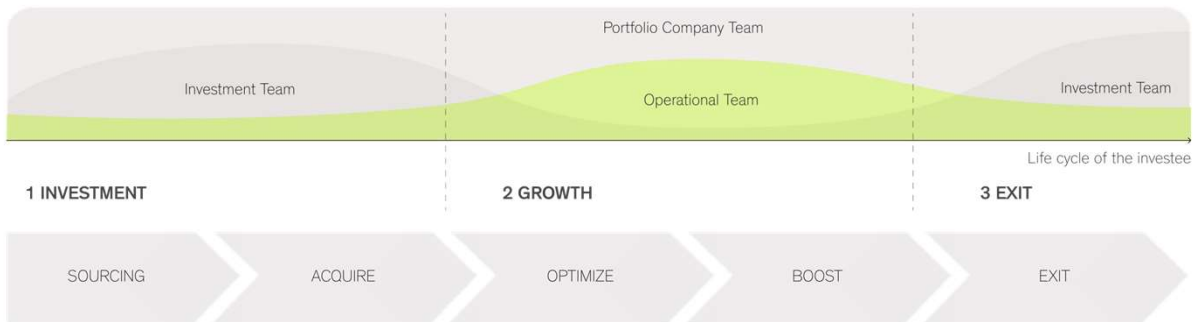 Portfolio Company Team
Investment Team
Operational Team
Investment Team
Life cycle of the investee
1 INVESTMENT
2 GROWTH
3 EXIT
SOURCING
ACQUIRE
OPTIMIZE
BOOST
EXIT